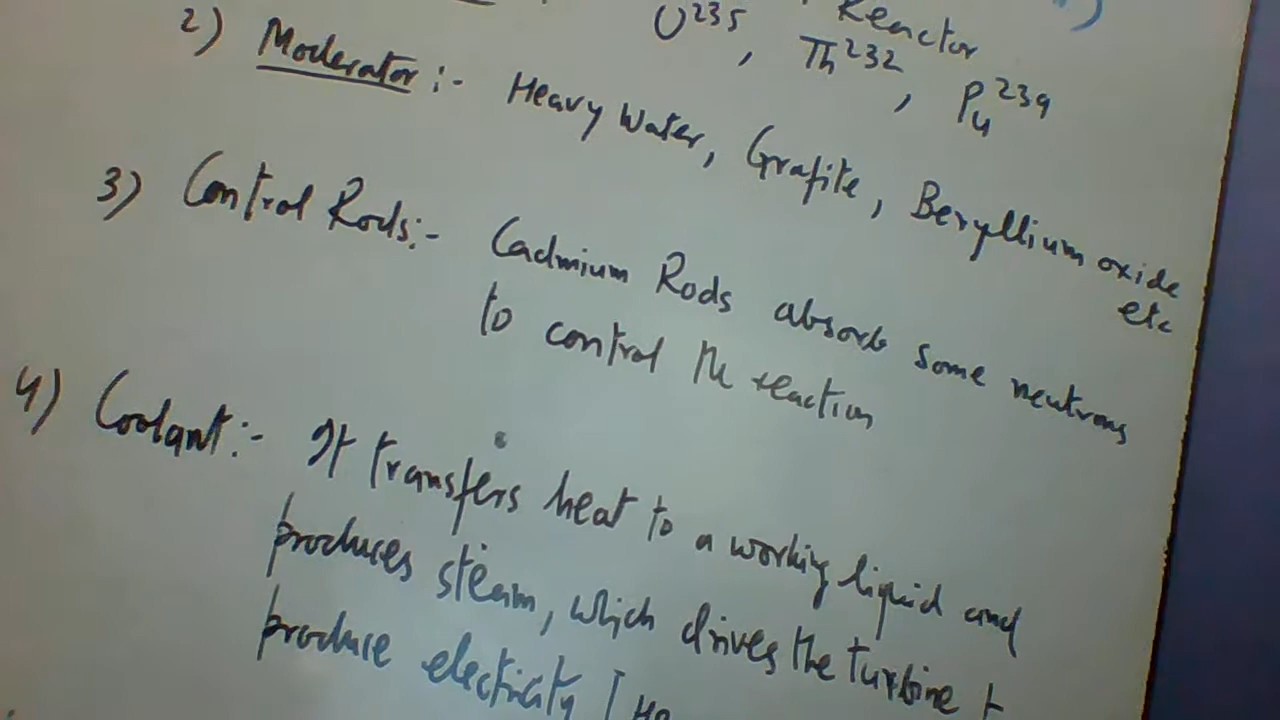 Reactor
U²³⁵, Th²³², Pu²³⁹
2) Moderator :- Heavy Water, Grafite, Beryllium oxide
etc
3) Control Rods:- Cadmium Rods absorb some neutrons
to control the reaction
4) Coolant:- It transfers heat to a working liquid and
produces steam, which drives the turbine t
produce electricity